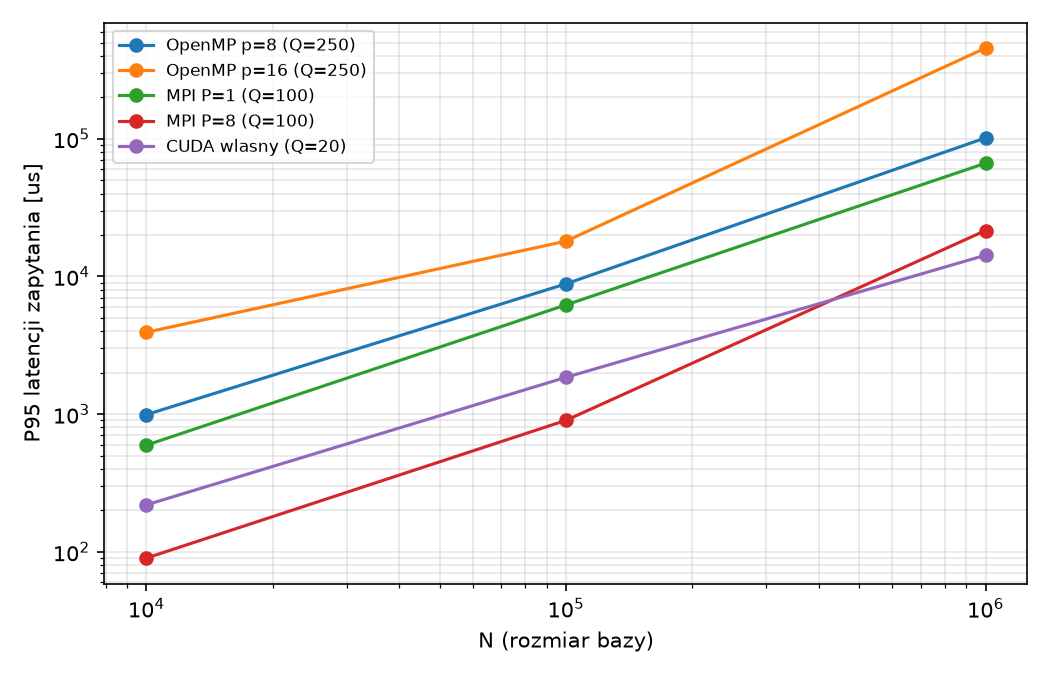 OpenMP p=8 (Q=250)
OpenMP p=16 (Q=250)
MPI P=1 (Q=100)
MPI P=8 (Q=100)
CUDA wlasny (Q=20)
P95 latencji zapytania [us]
10^5
10^4
10^3
10^2
10^4 10^5 10^6
N (rozmiar bazy)